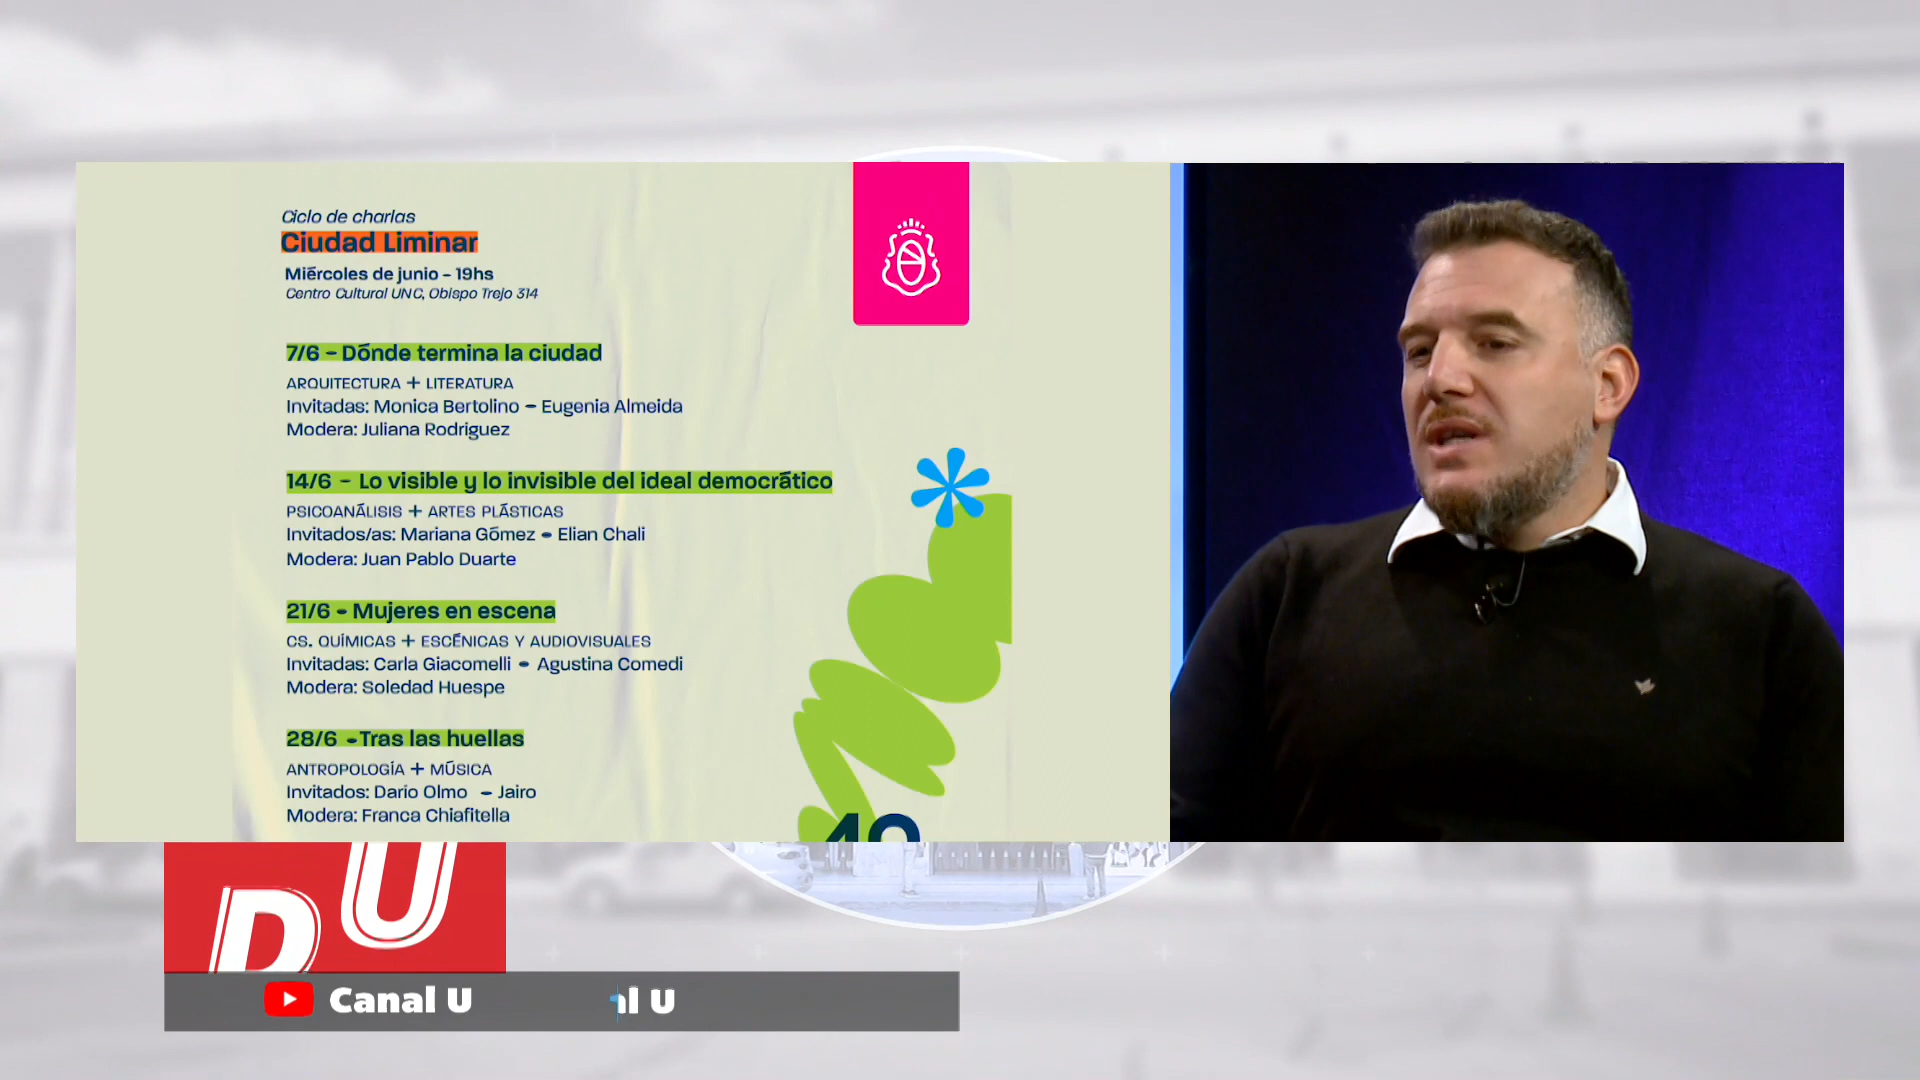 Ciclo de charlas
Ciudad Liminar
Miércoles de junio - 19hs
Centro Cultural UNC, Obispo Trejo 314
7/6 - Dónde termina la ciudad
ARQUITECTURA + LITERATURA
Invitadas: Monica Bertolino - Eugenia Almeida
Modera: Juliana Rodriguez
14/6 - Lo visible y lo invisible del ideal democrático
PSICOANÁLISIS + ARTES PLÁSTICAS
Invitados/as: Mariana Gómez - Elian Chali
Modera: Juan Pablo Duarte
21/6 - Mujeres en escena
CS. QUÍMICAS + ESCÉNICAS Y AUDIOVISUALES
Invitadas: Carla Giacomelli - Agustina Comedi
Modera: Soledad Huespe
28/6 -Tras las huellas
ANTROPOLOGÍA + MÚSICA
Invitados: Darío Olmo - Jairo
Modera: Franca Chiafitella
40
DU
Canal U
al U